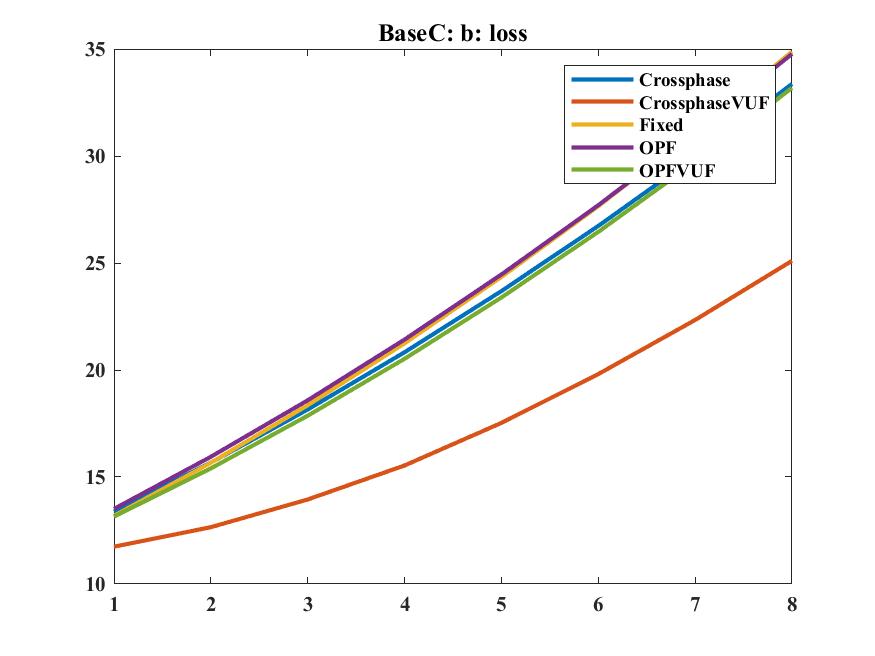 BaseC: b: loss
35
30
25
20
15
10
Crossphase
CrossphaseVUF
Fixed
OPF
OPFVUF
1 2 3 4 5 6 7 8